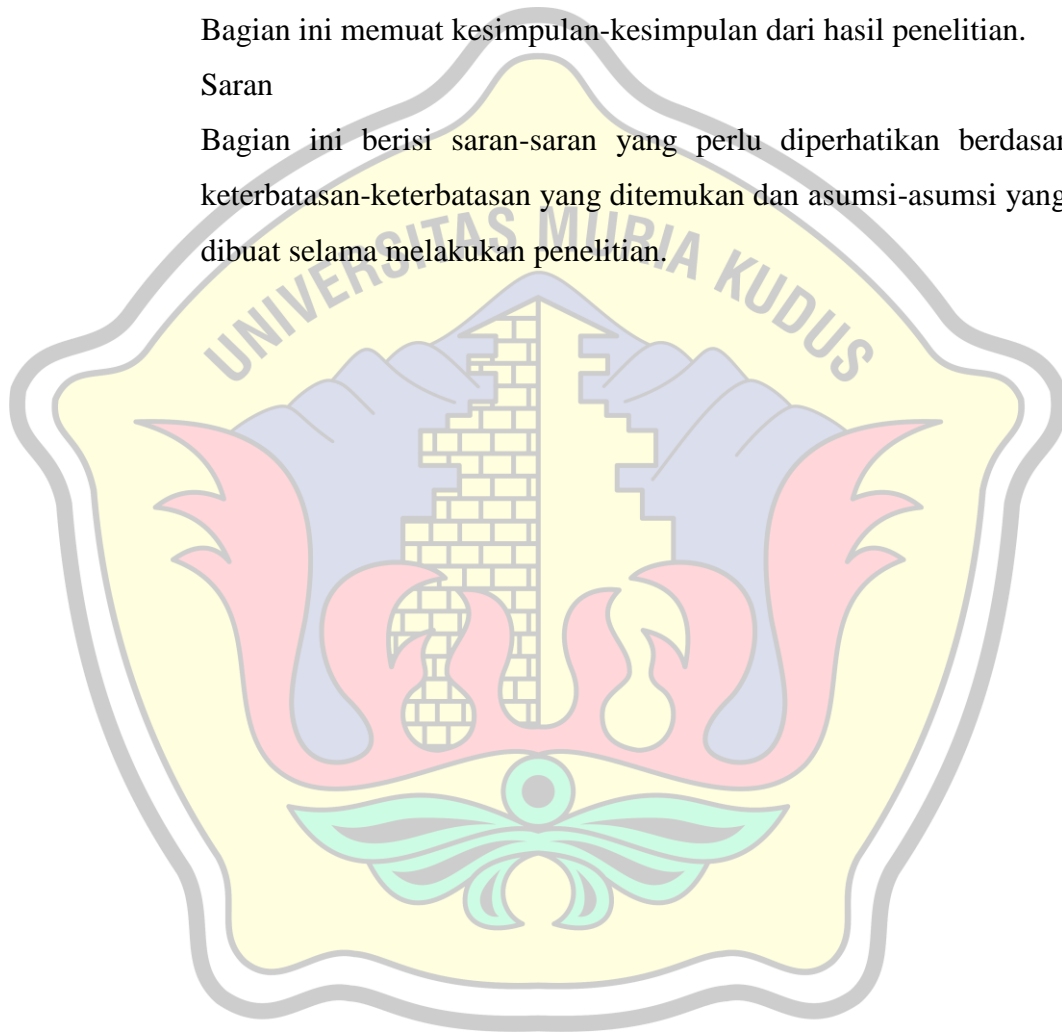 Bagian ini memuat kesimpulan-kesimpulan dari hasil penelitian.
Saran
Bagian ini berisi saran-saran yang perlu diperhatikan berdasar
keterbatasan-keterbatasan yang ditemukan dan asumsi-asumsi yang
dibuat selama melakukan penelitian.
UNIVERSITAS MURIA KUDUS